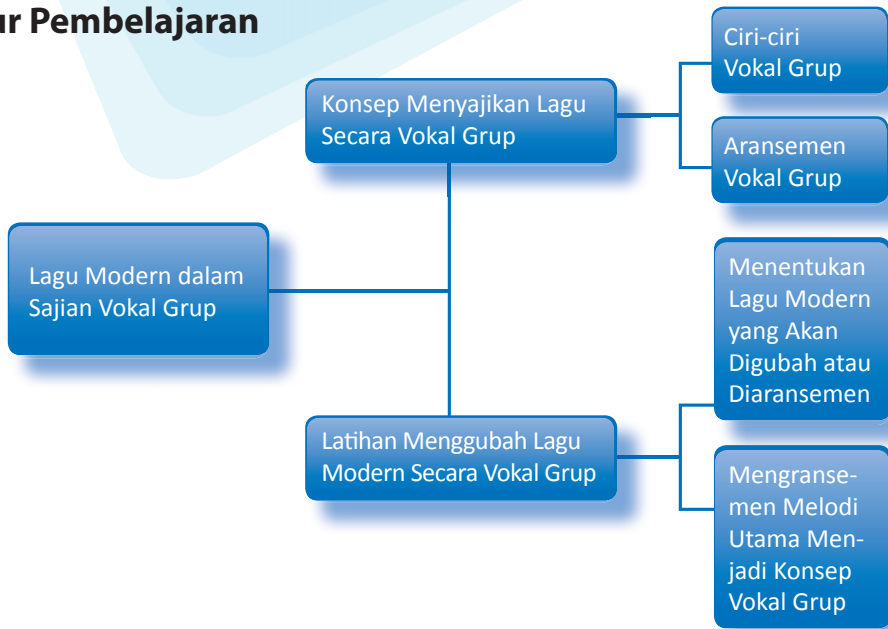 ur Pembelajaran
Lagu Modern dalam
Sajian Vokal Grup
Konsep Menyajikan Lagu
Secara Vokal Grup
Ciri-ciri
Vokal Grup
Aransemen
Vokal Grup
Latihan Menggubah Lagu
Modern Secara Vokal Grup
Menentukan
Lagu Modern
yang Akan
Digubah atau
Diaransemen
Mengranse-
men Melodi
Utama Men-
jadi Konsep
Vokal Grup